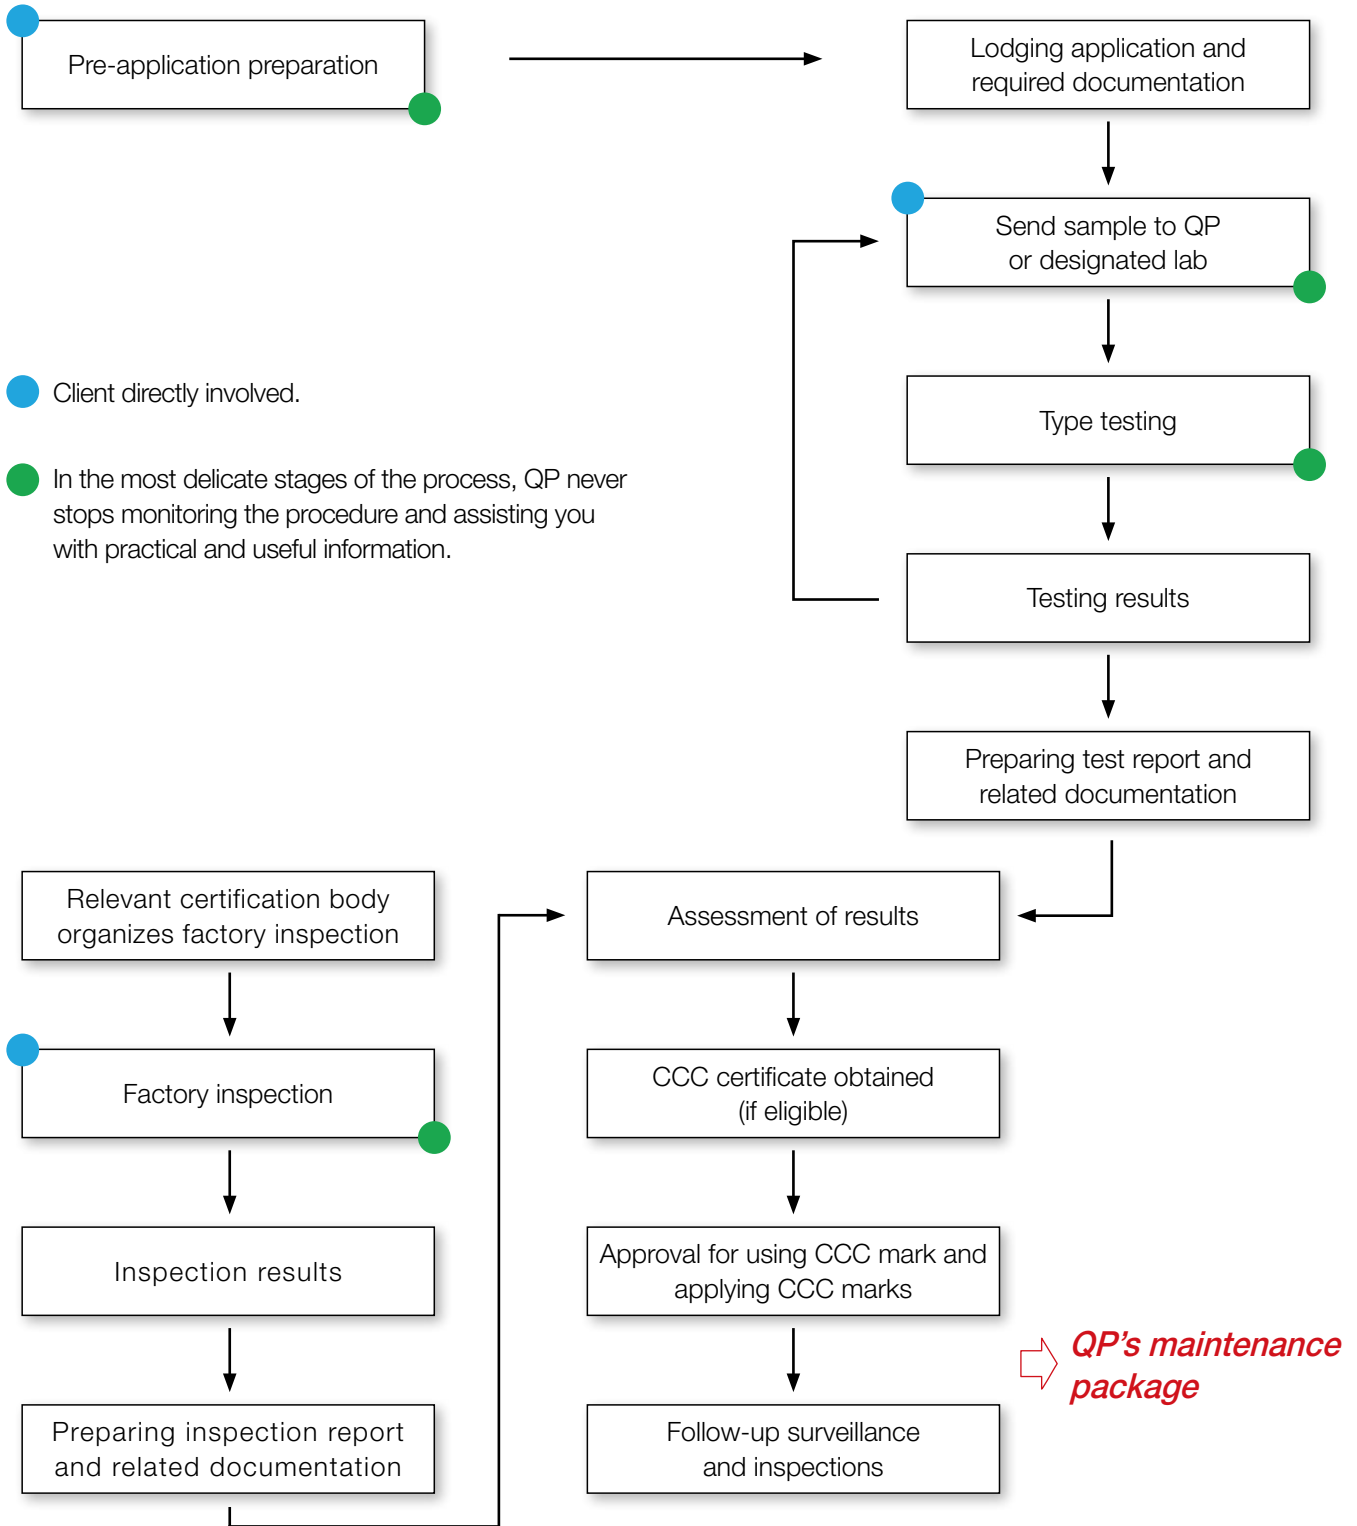 Pre-application preparation
Lodging application and
required documentation
Send sample to QP
or designated lab
Client directly involved.
Type testing
In the most delicate stages of the process, QP never
stops monitoring the procedure and assisting you
with practical and useful information.
Testing results
Preparing test report and
related documentation
Relevant certification body
organizes factory inspection
Assessment of results
Factory inspection
CCC certificate obtained
(if eligible)
Inspection results
Approval for using CCC mark and
applying CCC marks
QP's maintenance
package
Preparing inspection report
and related documentation
Follow-up surveillance
and inspections